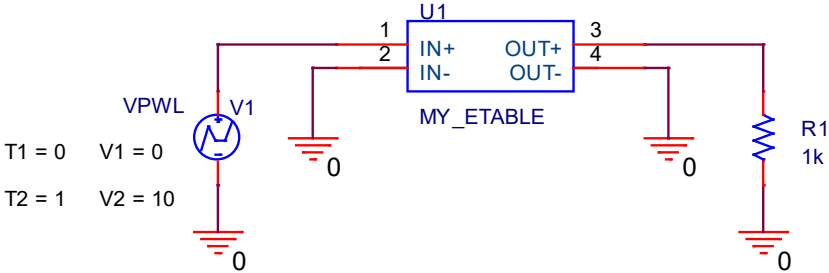 U1
1
IN+
OUT+
3
2
IN-
OUT-
4
VPWL
V1
MY_ETABLE
R1
1k
T1 = 0
V1 = 0
T2 = 1
V2 = 10
0
0
0
0